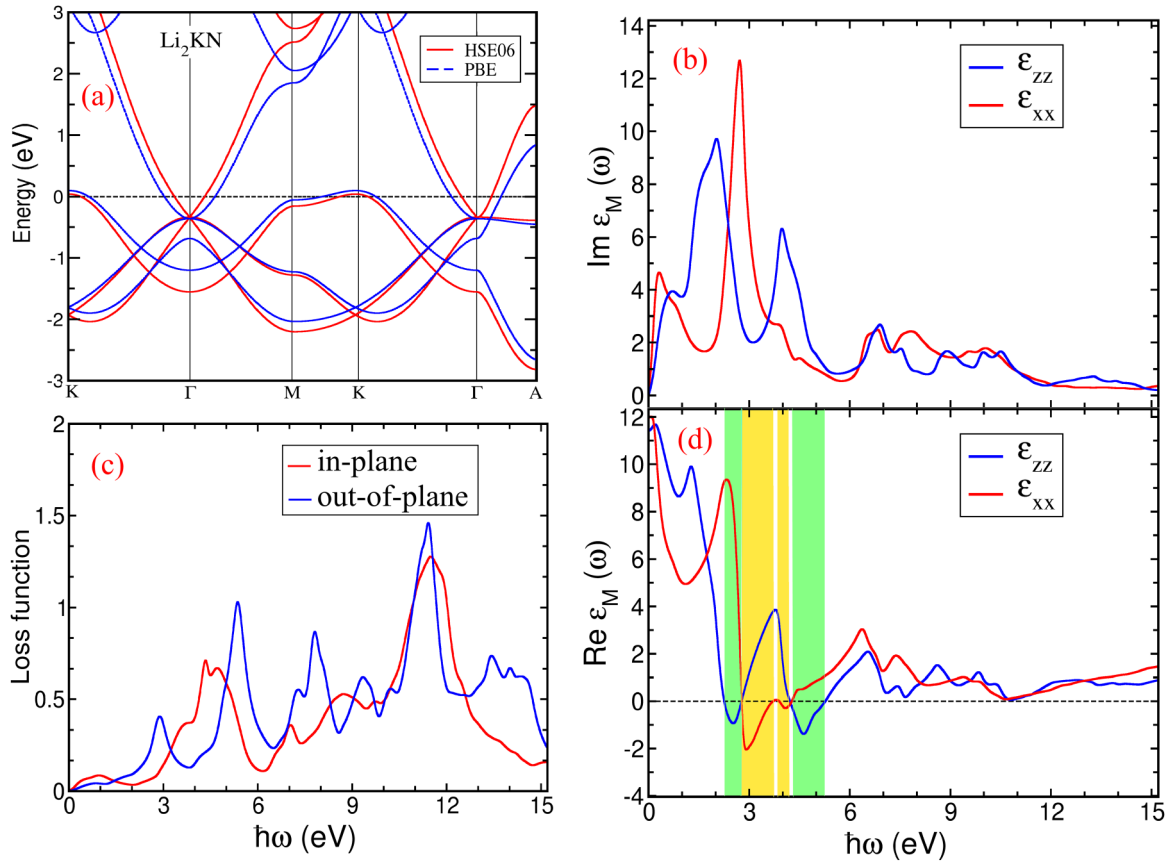 3
2
1
0
-1
-2
-3
Energy (eV)
Li2KN
(a)
HSE06
PBE
K
Γ
M
K
Γ
A
14
12
10
8
6
4
2
0
Im εM (ω)
(b)
εzz
εxx
2
1.5
1
0.5
0
Loss function
(c)
in-plane
out-of-plane
0
3
6
9
12
15
ħω (eV)
12
10
8
6
4
2
0
-2
-4
Re εM (ω)
(d)
εzz
εxx
0
3
6
9
12
15
ħω (eV)